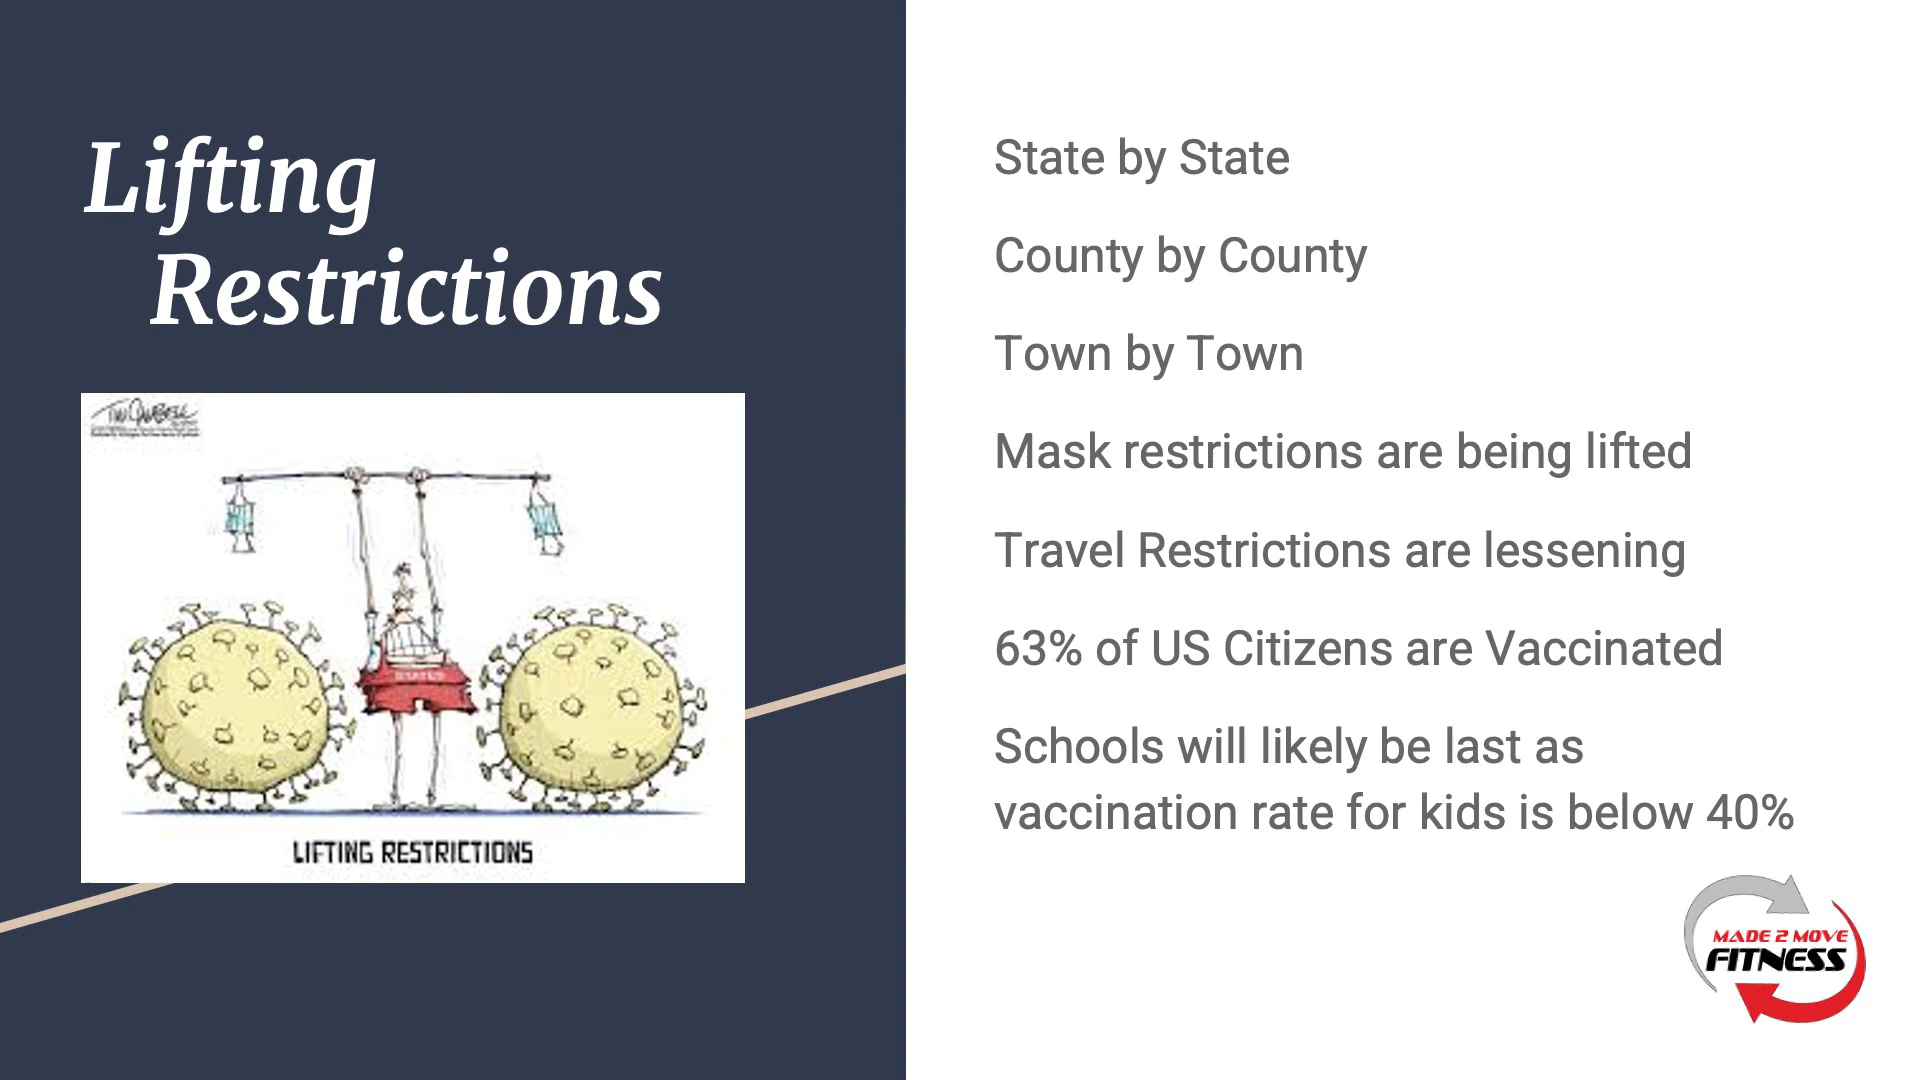 Lifting
Restrictions
LIFTING RESTRICTIONS
State by State
County by County
Town by Town
Mask restrictions are being lifted
Travel Restrictions are lessening
63% of US Citizens are Vaccinated
Schools will likely be last as
vaccination rate for kids is below 40%
MADE 2 MOVE
FITNESS